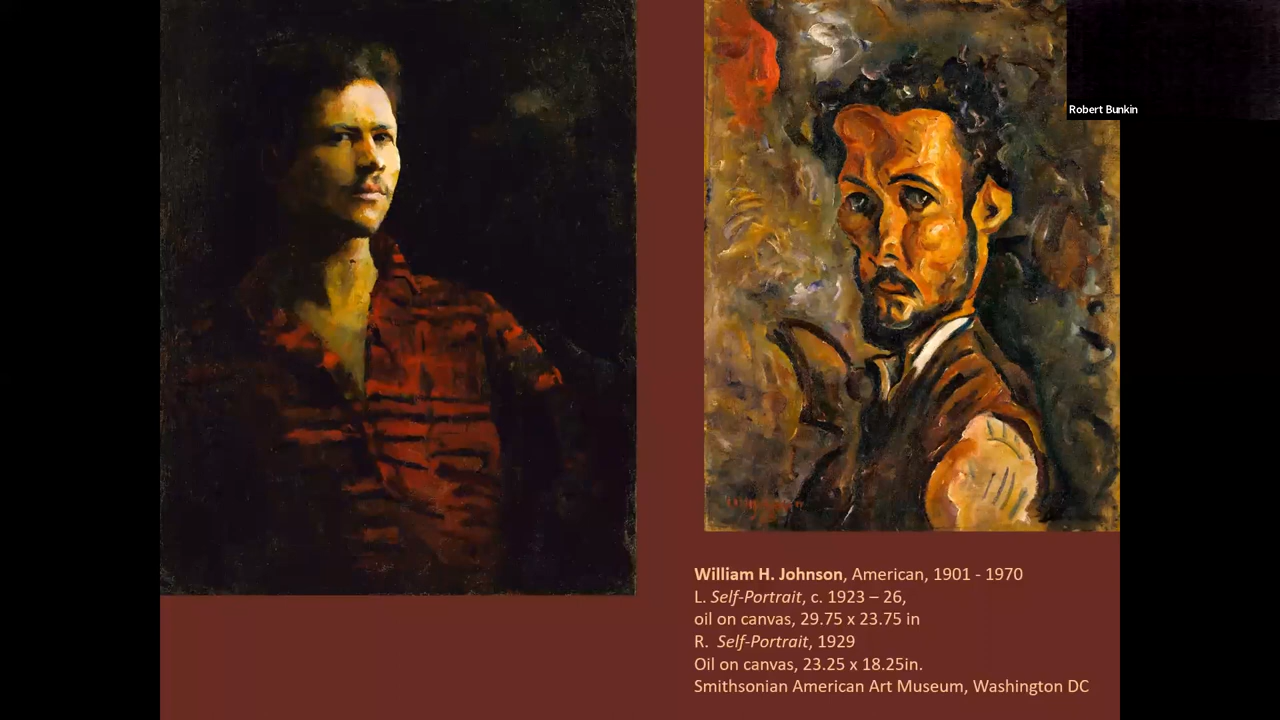 Robert Bunkin
William H. Johnson, American, 1901 - 1970
L. Self-Portrait, c. 1923 – 26,
oil on canvas, 29.75 x 23.75 in
R. Self-Portrait, 1929
Oil on canvas, 23.25 x 18.25in.
Smithsonian American Art Museum, Washington DC